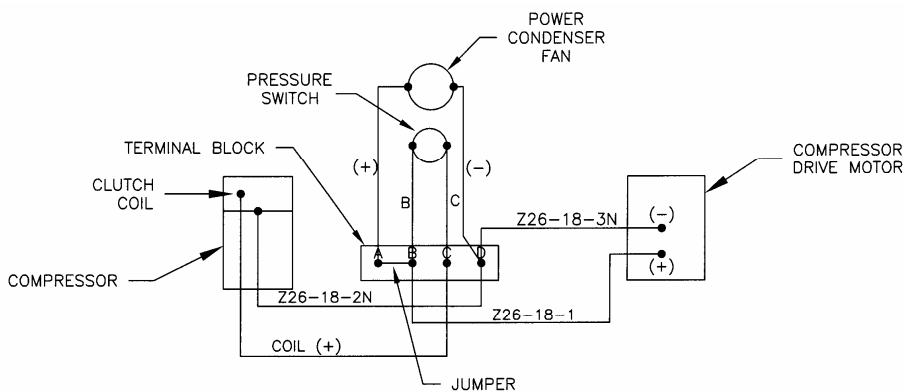 POWER
CONDENSER
FAN
PRESSURE
SWITCH
TERMINAL BLOCK
COMPRESSOR
DRIVE MOTOR
(+)
(-)
CLUTCH
COIL
B
C
Z26-18-3N
(-)
A
B
C
D
(+)
COMPRESSOR
Z26-18-2N
Z26-18-1
COIL (+)
JUMPER